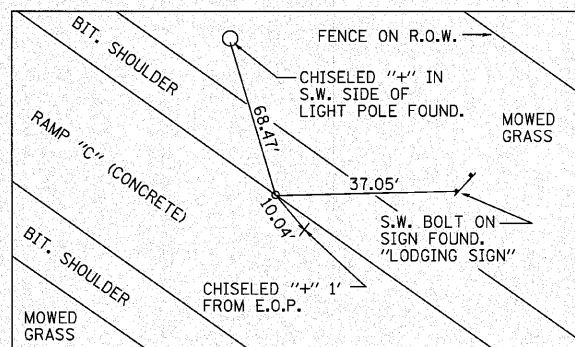 BIT. SHOULDER
FENCE ON R.O.W.
CHISELED "+" IN
S.W. SIDE OF
LIGHT POLE FOUND.
MOWED
GRASS
RAMP "C" (CONCRETE)
68.47'
37.05'
10.04'
S.W. BOLT ON
SIGN FOUND.
"LODGING SIGN"
BIT. SHOULDER
CHISELED "+" 1'
FROM E.O.P.
MOWED
GRASS